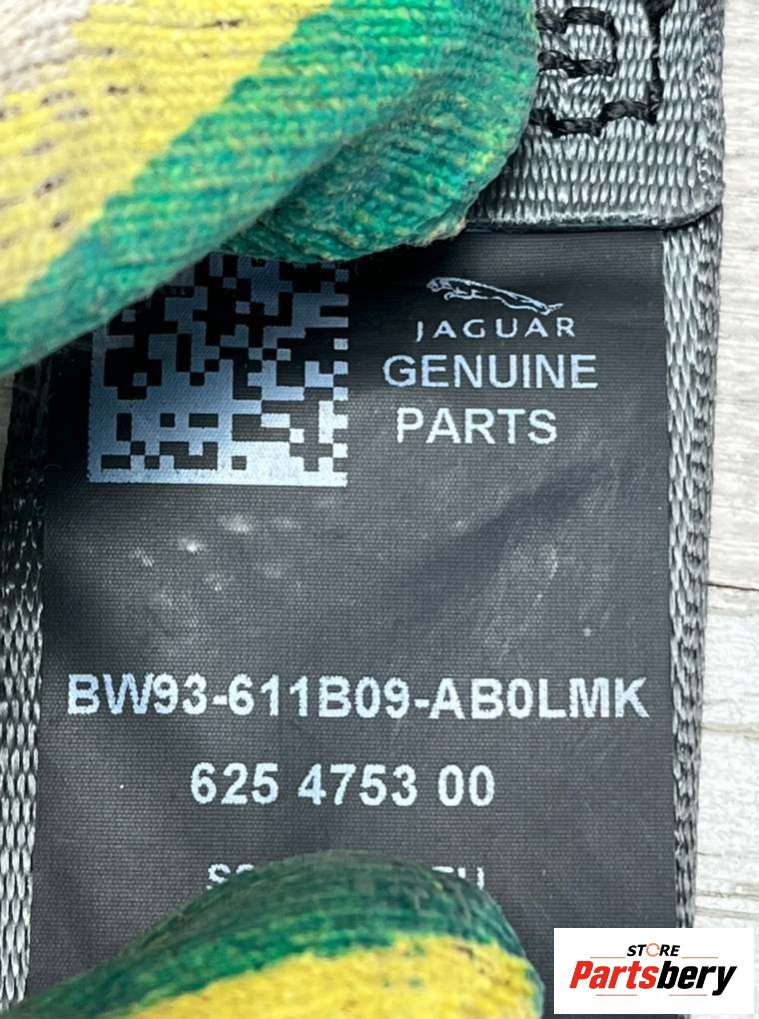 JAGUAR
GENUINE
PARTS
BW93-611B09-AB0LMK
625 4753 00
STORE
Partsbery